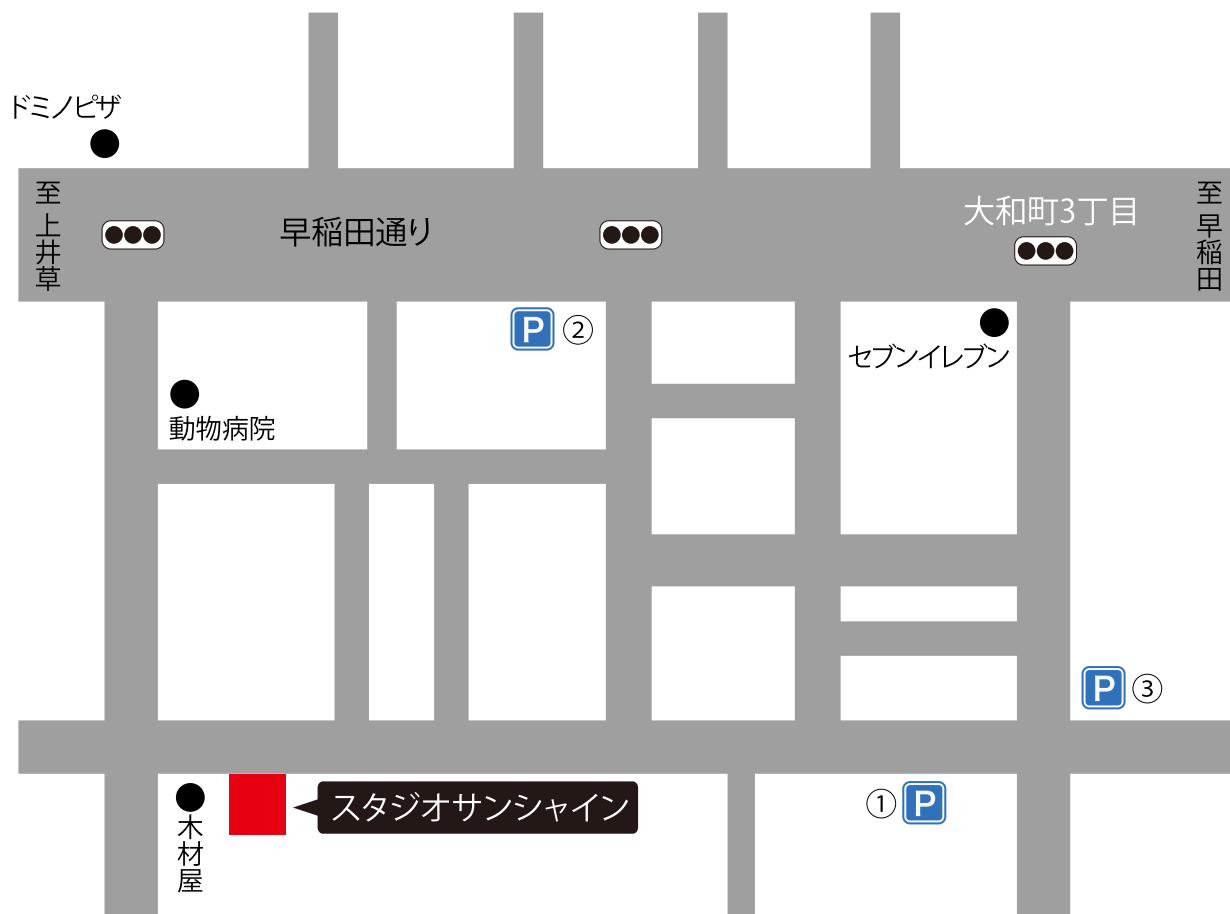 ドミノピザ
至 上井草
早稲田通り
大和町3丁目
至 早稲田
P ②
セブンイレブン
動物病院
P ③
木材屋
スタジオサンシャイン
① P